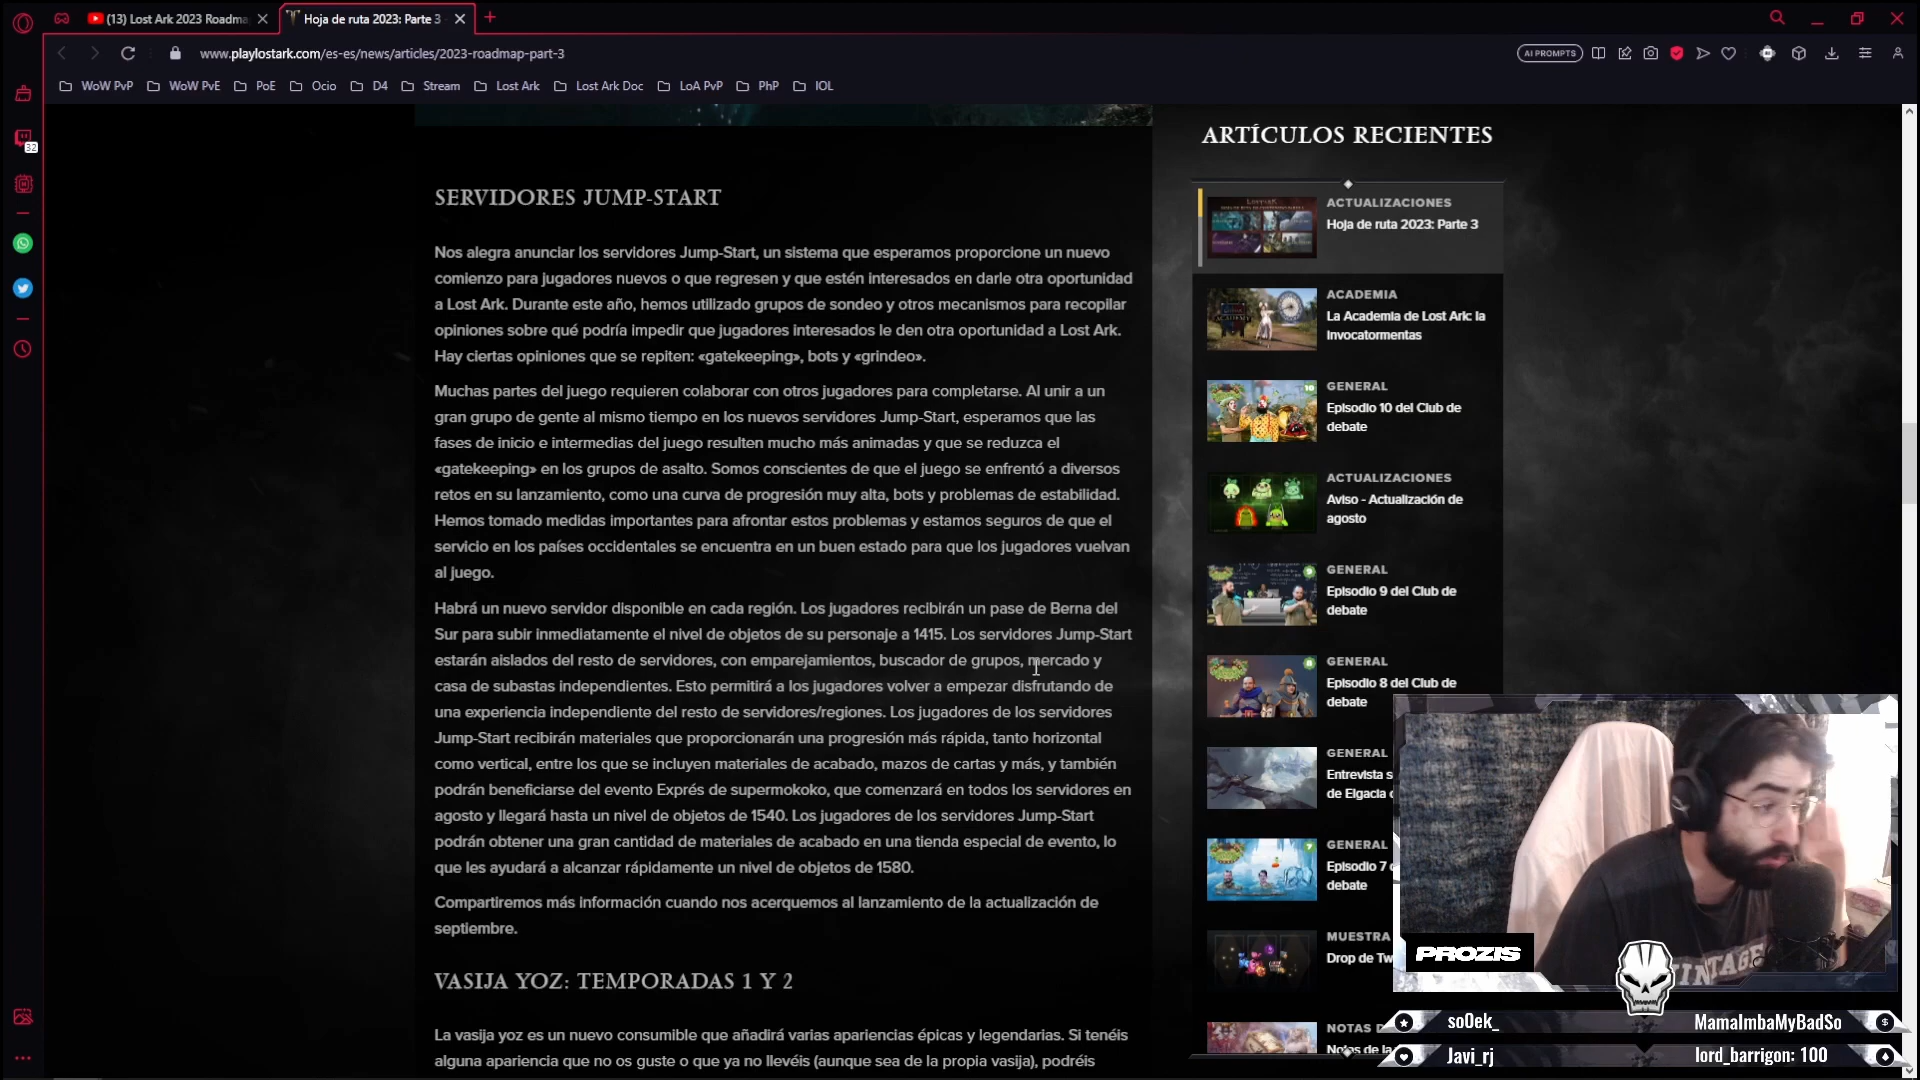 (13) Lost Ark 2023 Roadma
Hoja de ruta 2023: Parte 3
www.playlostark.com/es-es/news/articles/2023-roadmap-part-3
AI PROMPTS
WoW PvP
WoW PvE
PoE
Ocio
D4
Stream
Lost Ark
Lost Ark Doc
LoA PvP
PhP
IOL
32
SERVIDORES JUMP-START
Nos alegra anunciar los servidores Jump-Start, un sistema que esperamos proporcione un nuevo
comienzo para jugadores nuevos o que regresen y que estén interesados en darle otra oportunidad
a Lost Ark. Durante este año, hemos utilizado grupos de sondeo y otros mecanismos para recopilar
opiniones sobre qué podría impedir que jugadores interesados le den otra oportunidad a Lost Ark.
Hay ciertas opiniones que se repiten: «gatekeeping», bots y «grindeo».
Muchas partes del juego requieren colaborar con otros jugadores para completarse. Al unir a un
gran grupo de gente al mismo tiempo en los nuevos servidores Jump-Start, esperamos que las
fases de inicio e intermedias del juego resulten mucho más animadas y que se reduzca el
«gatekeeping» en los grupos de asalto. Somos conscientes de que el juego se enfrentó a diversos
retos en su lanzamiento, como una curva de progresión muy alta, bots y problemas de estabilidad.
Hemos tomado medidas importantes para afrontar estos problemas y estamos seguros de que el
servicio en los países occidentales se encuentra en un buen estado para que los jugadores vuelvan
al juego.
Habrá un nuevo servidor disponible en cada región. Los jugadores recibirán un pase de Berna del
Sur para subir inmediatamente el nivel de objetos de su personaje a 1415. Los servidores Jump-Start
estarán aislados del resto de servidores, con emparejamientos, buscador de grupos, mercado y
casa de subastas independientes. Esto permitirá a los jugadores volver a empezar disfrutando de
una experiencia independiente del resto de servidores/regiones. Los jugadores de los servidores
Jump-Start recibirán materiales que proporcionarán una progresión más rápida, tanto horizontal
como vertical, entre los que se incluyen materiales de acabado, mazos de cartas y más, y también
podrán beneficiarse del evento Exprés de supermokoko, que comenzará en todos los servidores en
agosto y llegará hasta un nivel de objetos de 1540. Los jugadores de los servidores Jump-Start
podrán obtener una gran cantidad de materiales de acabado en una tienda especial de evento, lo
que les ayudará a alcanzar rápidamente un nivel de objetos de 1580.
Compartiremos más información cuando nos acerquemos al lanzamiento de la actualización de
septiembre.
VASIJA YOZ: TEMPORADAS 1 Y 2
La vasija yoz es un nuevo consumible que añadirá varias apariencias épicas y legendarias. Si tenéis
alguna apariencia que no os guste o que ya no llevéis (aunque sea de la propia vasija), podréis
ARTÍCULOS RECIENTES
ACTUALIZACIONES
Hoja de ruta 2023: Parte 3
ACADEMIA
La Academia de Lost Ark: la
Invocatormentas
GENERAL
Episodio 10 del Club de
debate
ACTUALIZACIONES
Aviso - Actualización de
agosto
GENERAL
Episodio 9 del Club de
debate
GENERAL
Episodio 8 del Club de
debate
GENERAL
Entrevista s
de Elgacia
GENERAL
Episodio 7
debate
MUESTRA
Drop de Tw
NOTAS D
Notas de la
PROZIS
VINTAGE
so0ek_
MamaImbaMyBadSo
Javi_rj
lord_barrigon: 100